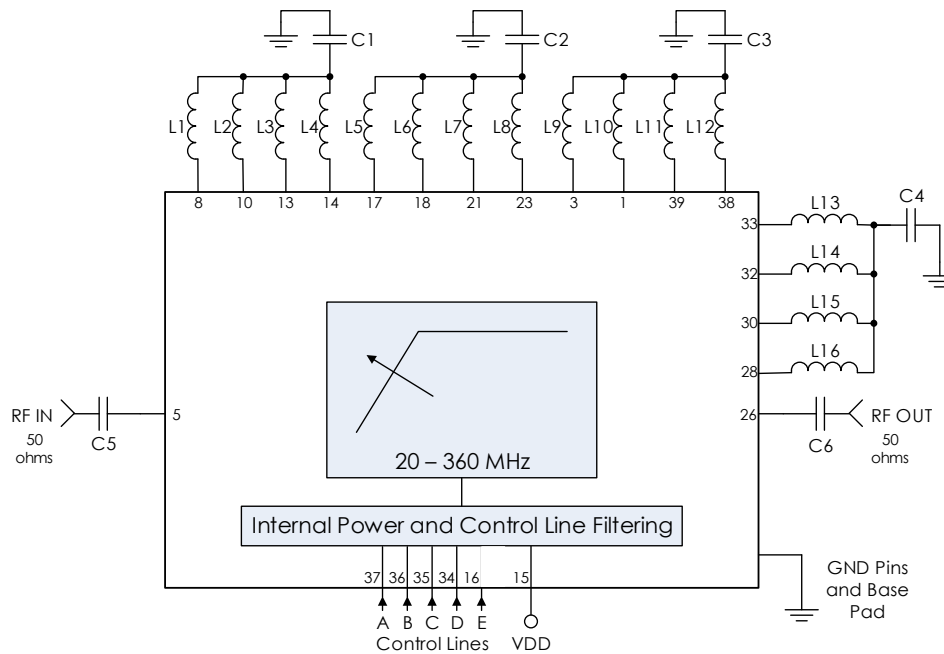 C1 C2 C3
L1 L2 L3 L4 L5 L6 L7 L8 L9 L10 L11 L12
8 10 13 14 17 18 21 23 3 1 39 38
33 L13 C4
32 L14
30 L15
28 L16
RF IN
50
ohms
C5
5
26
C6
RF OUT
50
ohms
20 – 360 MHz
Internal Power and Control Line Filtering
37 36 35 34 16 15
A B C D E
Control Lines VDD
GND Pins
and Base
Pad